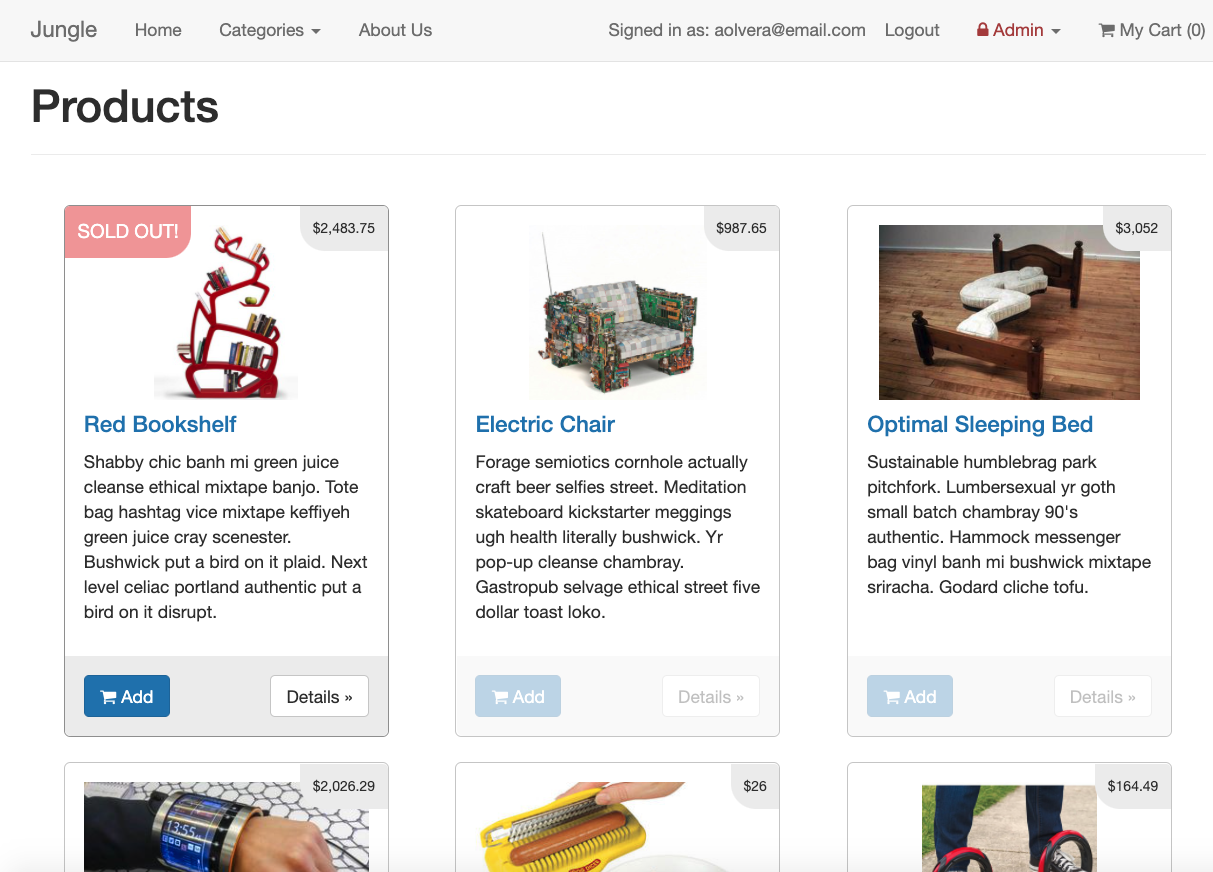 Jungle Home Categories About Us Signed in as: aolvera@email.com Logout Admin My Cart (0)
Products
SOLD OUT!
$2,483.75
Red Bookshelf
Shabby chic banh mi green juice
cleanse ethical mixtape banjo. Tote
bag hashtag vice mixtape keffiyeh
green juice cray scenester.
Bushwick put a bird on it plaid. Next
level celiac portland authentic put a
bird on it disrupt.
Add
Details »
$987.65
Electric Chair
Forage semiotics cornhole actually
craft beer selfies street. Meditation
skateboard kickstarter meggings
ugh health literally bushwick. Yr
pop-up cleanse chambray.
Gastropub selvage ethical street five
dollar toast loko.
Add
Details »
$3,052
Optimal Sleeping Bed
Sustainable humblebrag park
pitchfork. Lumbersexual yr goth
small batch chambray 90's
authentic. Hammock messenger
bag vinyl banh mi bushwick mixtape
sriracha. Godard cliche tofu.
Add
Details »
$2,026.29
13:55
$26
$164.49